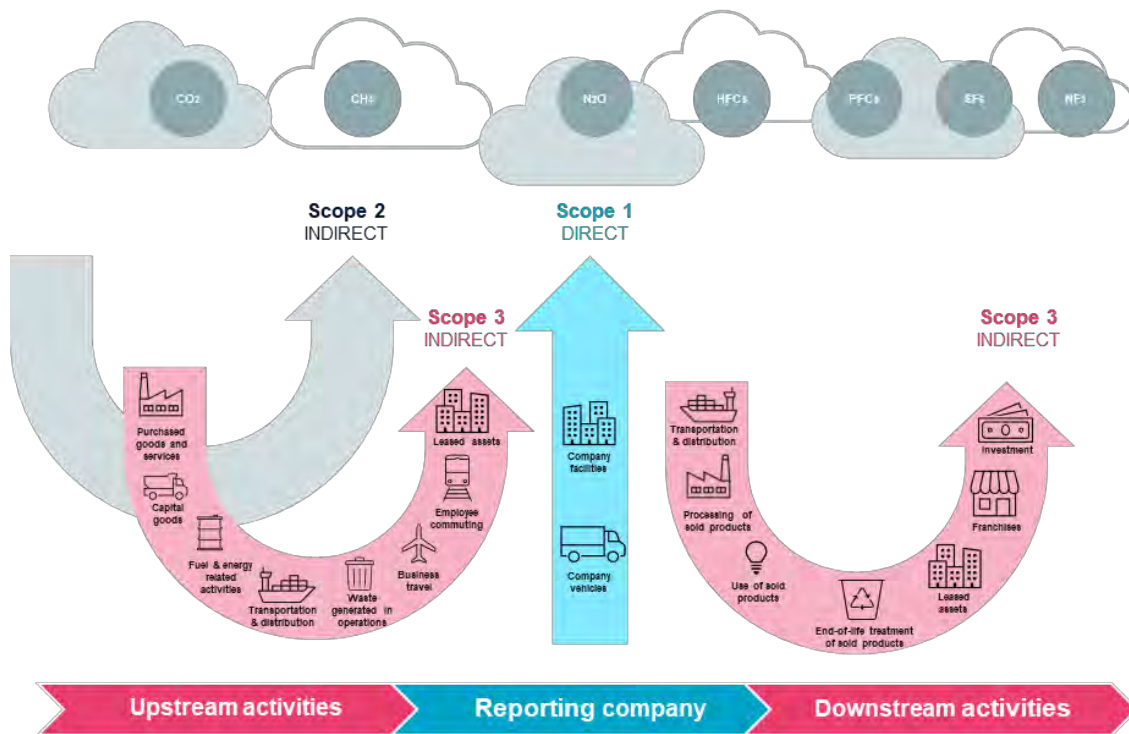 CO2
CH4
N2O
HFCs
PFCs
SF6
NF3
Scope 2
INDIRECT
Scope 1
DIRECT
Scope 3
INDIRECT
Scope 3
INDIRECT
Purchased
goods and
services
Capital
goods
Fuel & energy
related
activities
Transportation
& distribution
Waste
generated in
operations
Business
travel
Employee
commuting
Leased assets
Company
facilities
Company
vehicles
Transportation
& distribution
Processing of
sold products
Use of sold
products
End-of-life treatment
of sold products
Leased
assets
Franchises
Investment
Upstream activities
Reporting company
Downstream activities